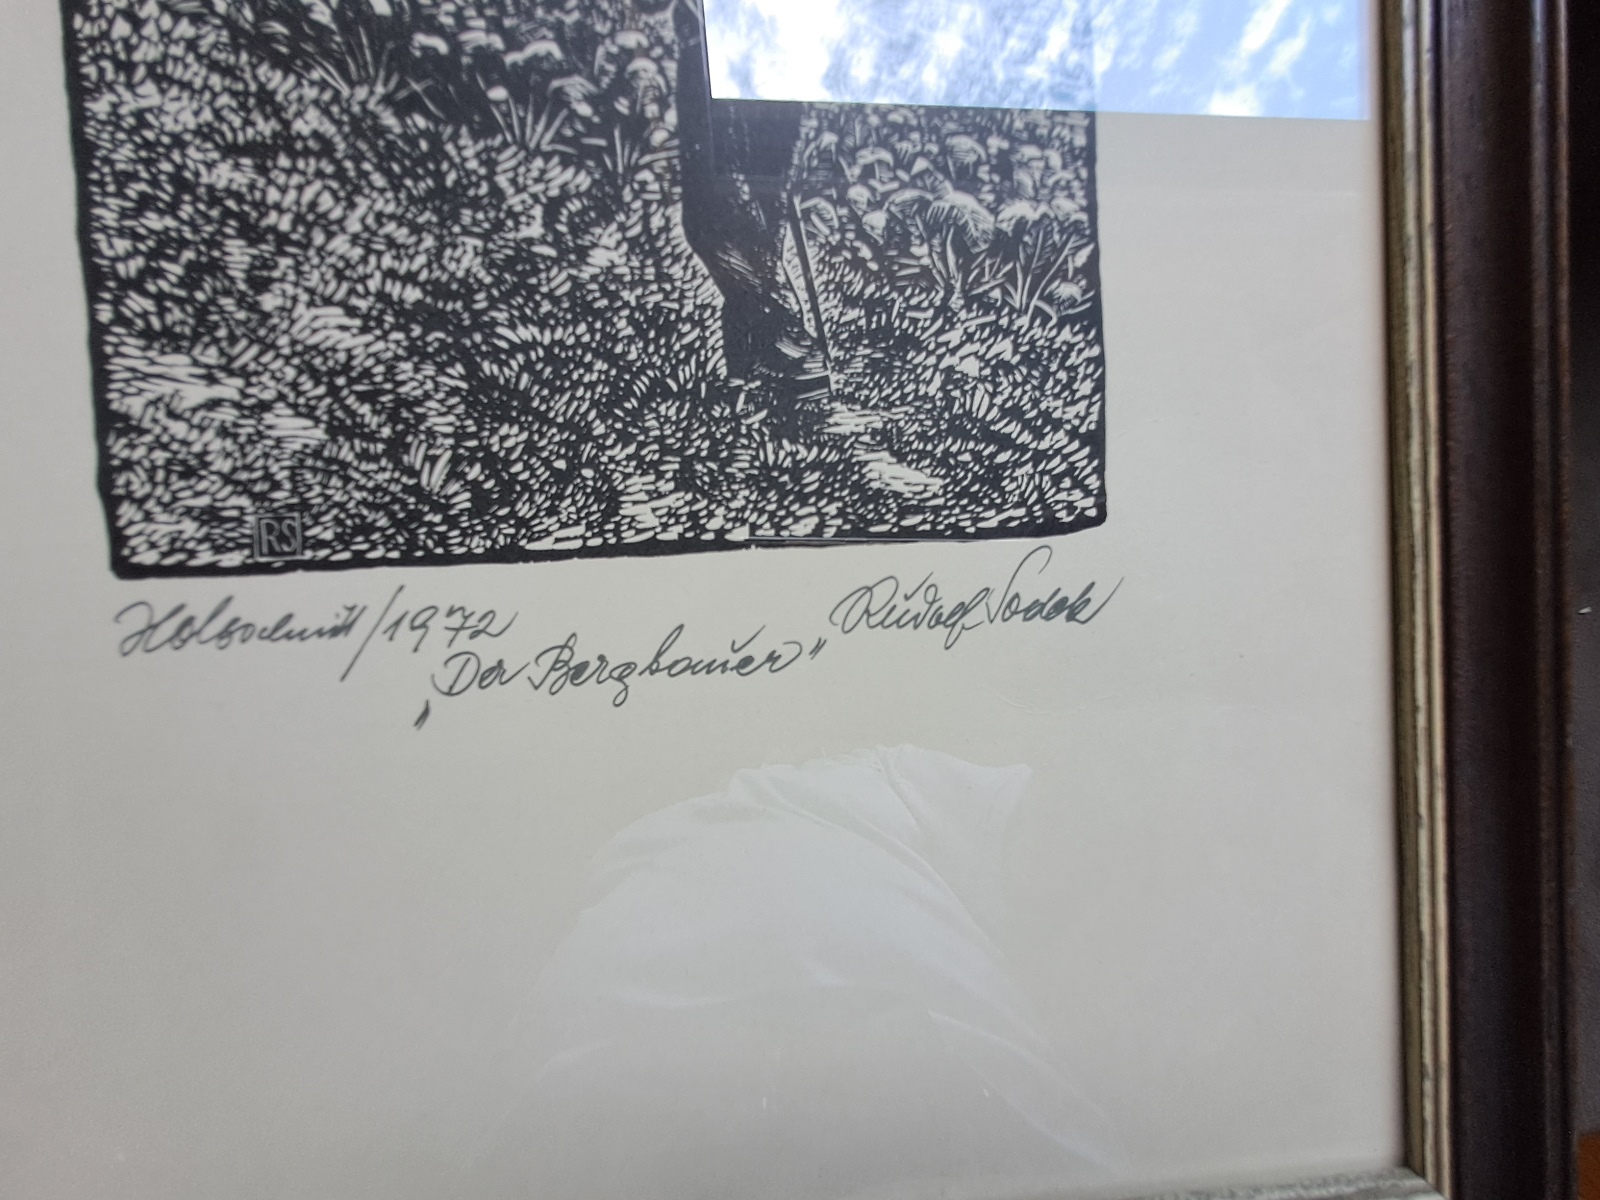 RS
Holzschnitt/1972
Rudolf Sodek
„Der Bergbauer"